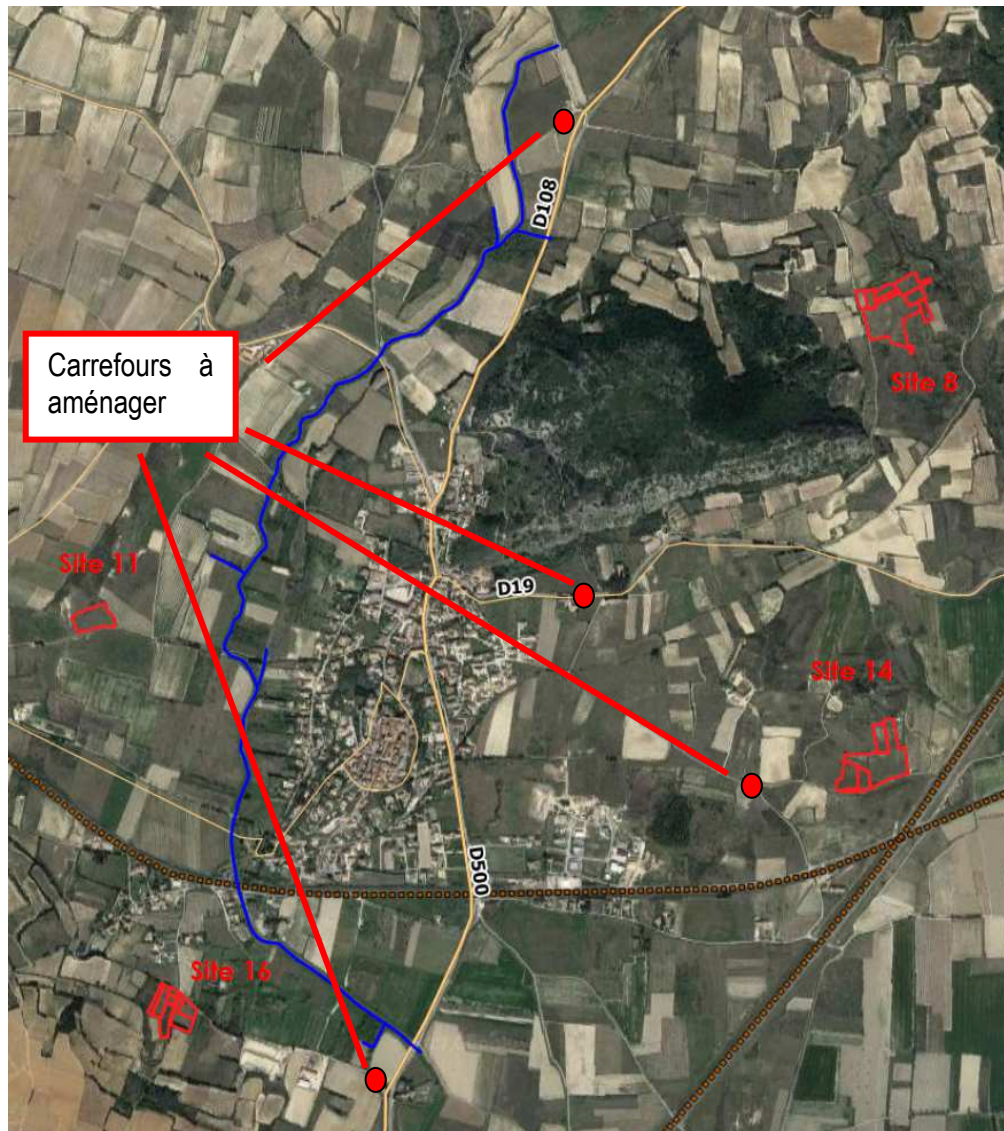 D108
Site 8
Carrefours à
aménager
Site 11
D19
Site 14
D500
Site 16